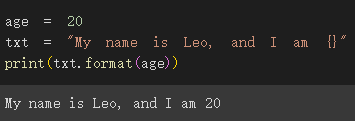 age = 20
txt = "My name is Leo, and I am {}"
print(txt.format(age))
My name is Leo, and I am 20